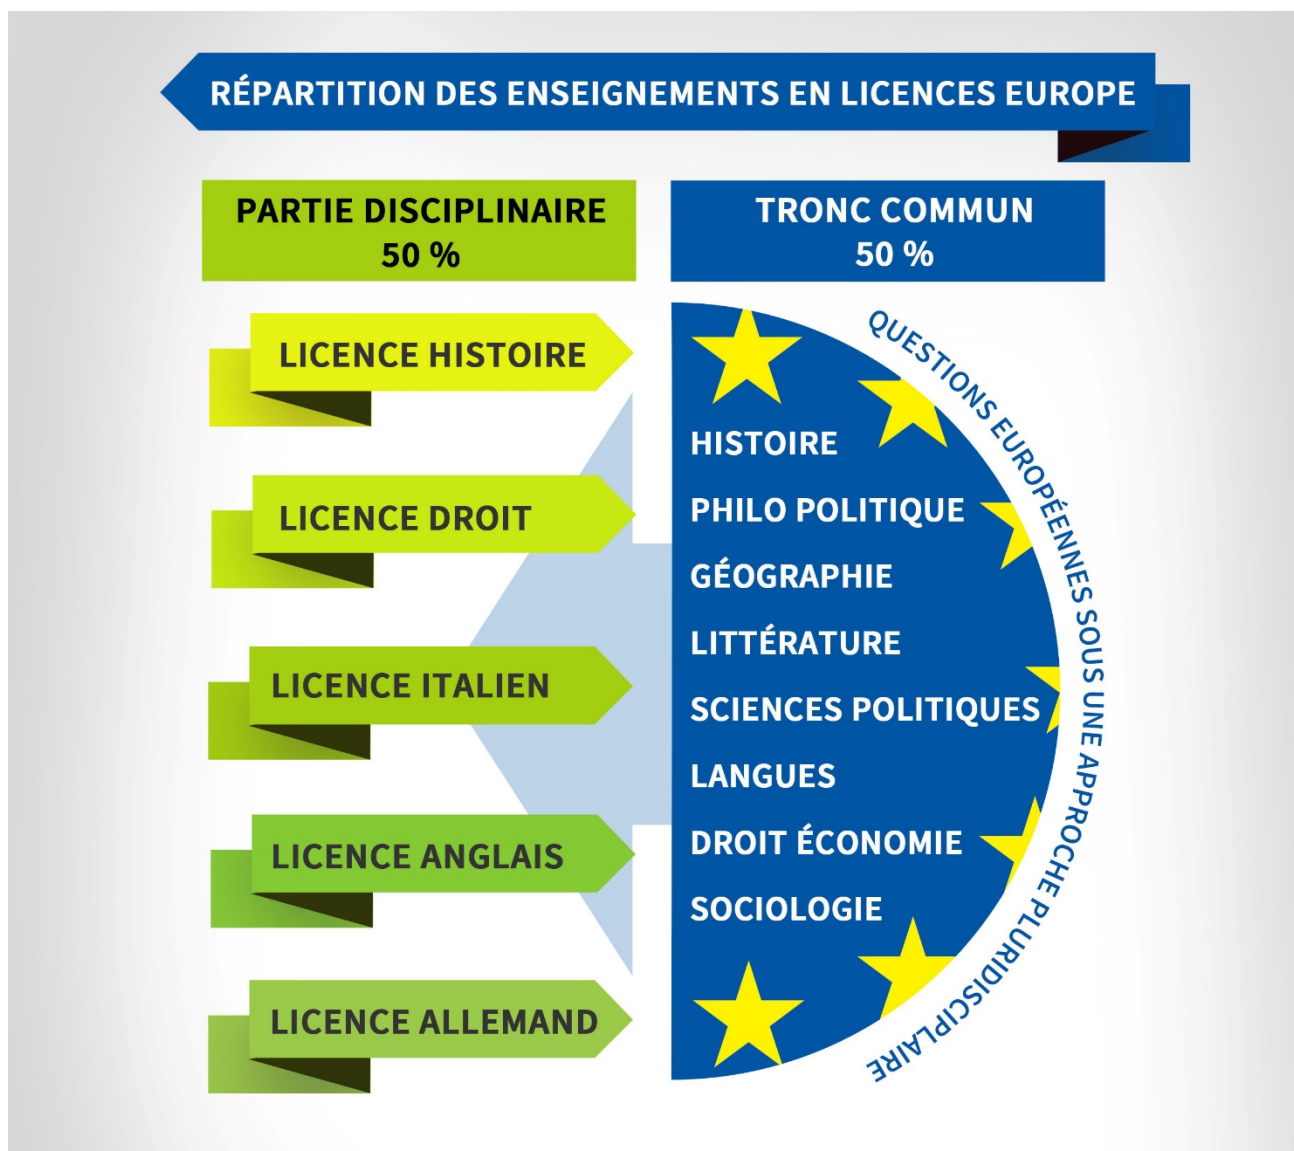 RÉPARTITION DES ENSEIGNEMENTS EN LICENCES EUROPE
PARTIE DISCIPLINAIRE
50 %
TRONC COMMUN
50 %
LICENCE HISTOIRE
LICENCE DROIT
LICENCE ITALIEN
LICENCE ANGLAIS
LICENCE ALLEMAND
HISTOIRE
PHILO POLITIQUE
GÉOGRAPHIE
LITTÉRATURE
SCIENCES POLITIQUES
LANGUES
DROIT ÉCONOMIE
SOCIOLOGIE
QUESTIONS EUROPÉENNES SOUS UNE APPROCHE PLURIDISCIPLAIRE